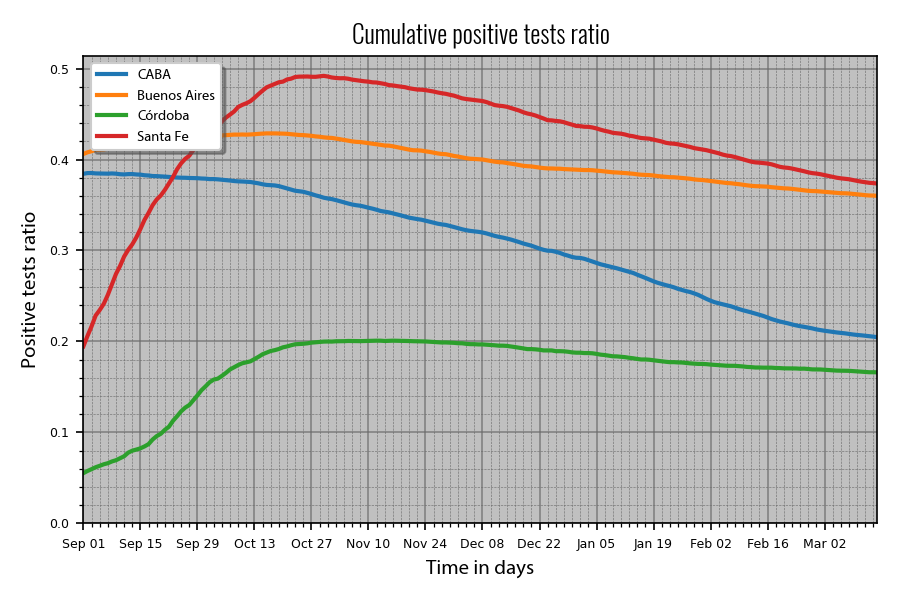 Cumulative positive tests ratio
CABA
Buenos Aires
Córdoba
Santa Fe
Positive tests ratio
0.5
0.4
0.3
0.2
0.1
0.0
Sep 01 Sep 15 Sep 29 Oct 13 Oct 27 Nov 10 Nov 24 Dec 08 Dec 22 Jan 05 Jan 19 Feb 02 Feb 16 Mar 02
Time in days